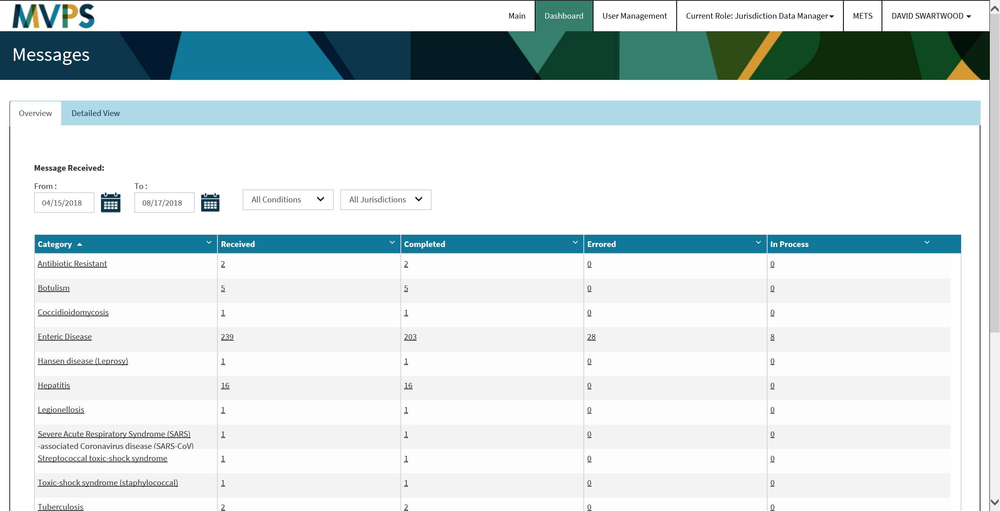 MVPS
Main Dashboard User Management Current Role: Jurisdiction Data Manager METS DAVID SWARTWOOD
Messages
Overview Detailed View
Message Received:
From : To :
04/15/2018 08/17/2018 All Conditions All Jurisdictions
Category Received Completed Errored In Process
Antibiotic Resistant 2 2 0 0
Botulism 5 5 0 0
Coccidioidomycosis 1 1 0 0
Enteric Disease 239 203 28 8
Hansen disease (Leprosy) 1 1 0 0
Hepatitis 16 16 0 0
Legionellosis 1 1 0 0
Severe Acute Respiratory Syndrome (SARS) 1 1 0 0
-associated Coronavirus disease (SARS-CoV)
Streptococcal toxic-shock syndrome 1 1 0 0
Toxic-shock syndrome (staphylococcal) 1 1 0 0
Tuberculosis 2 2 0 0